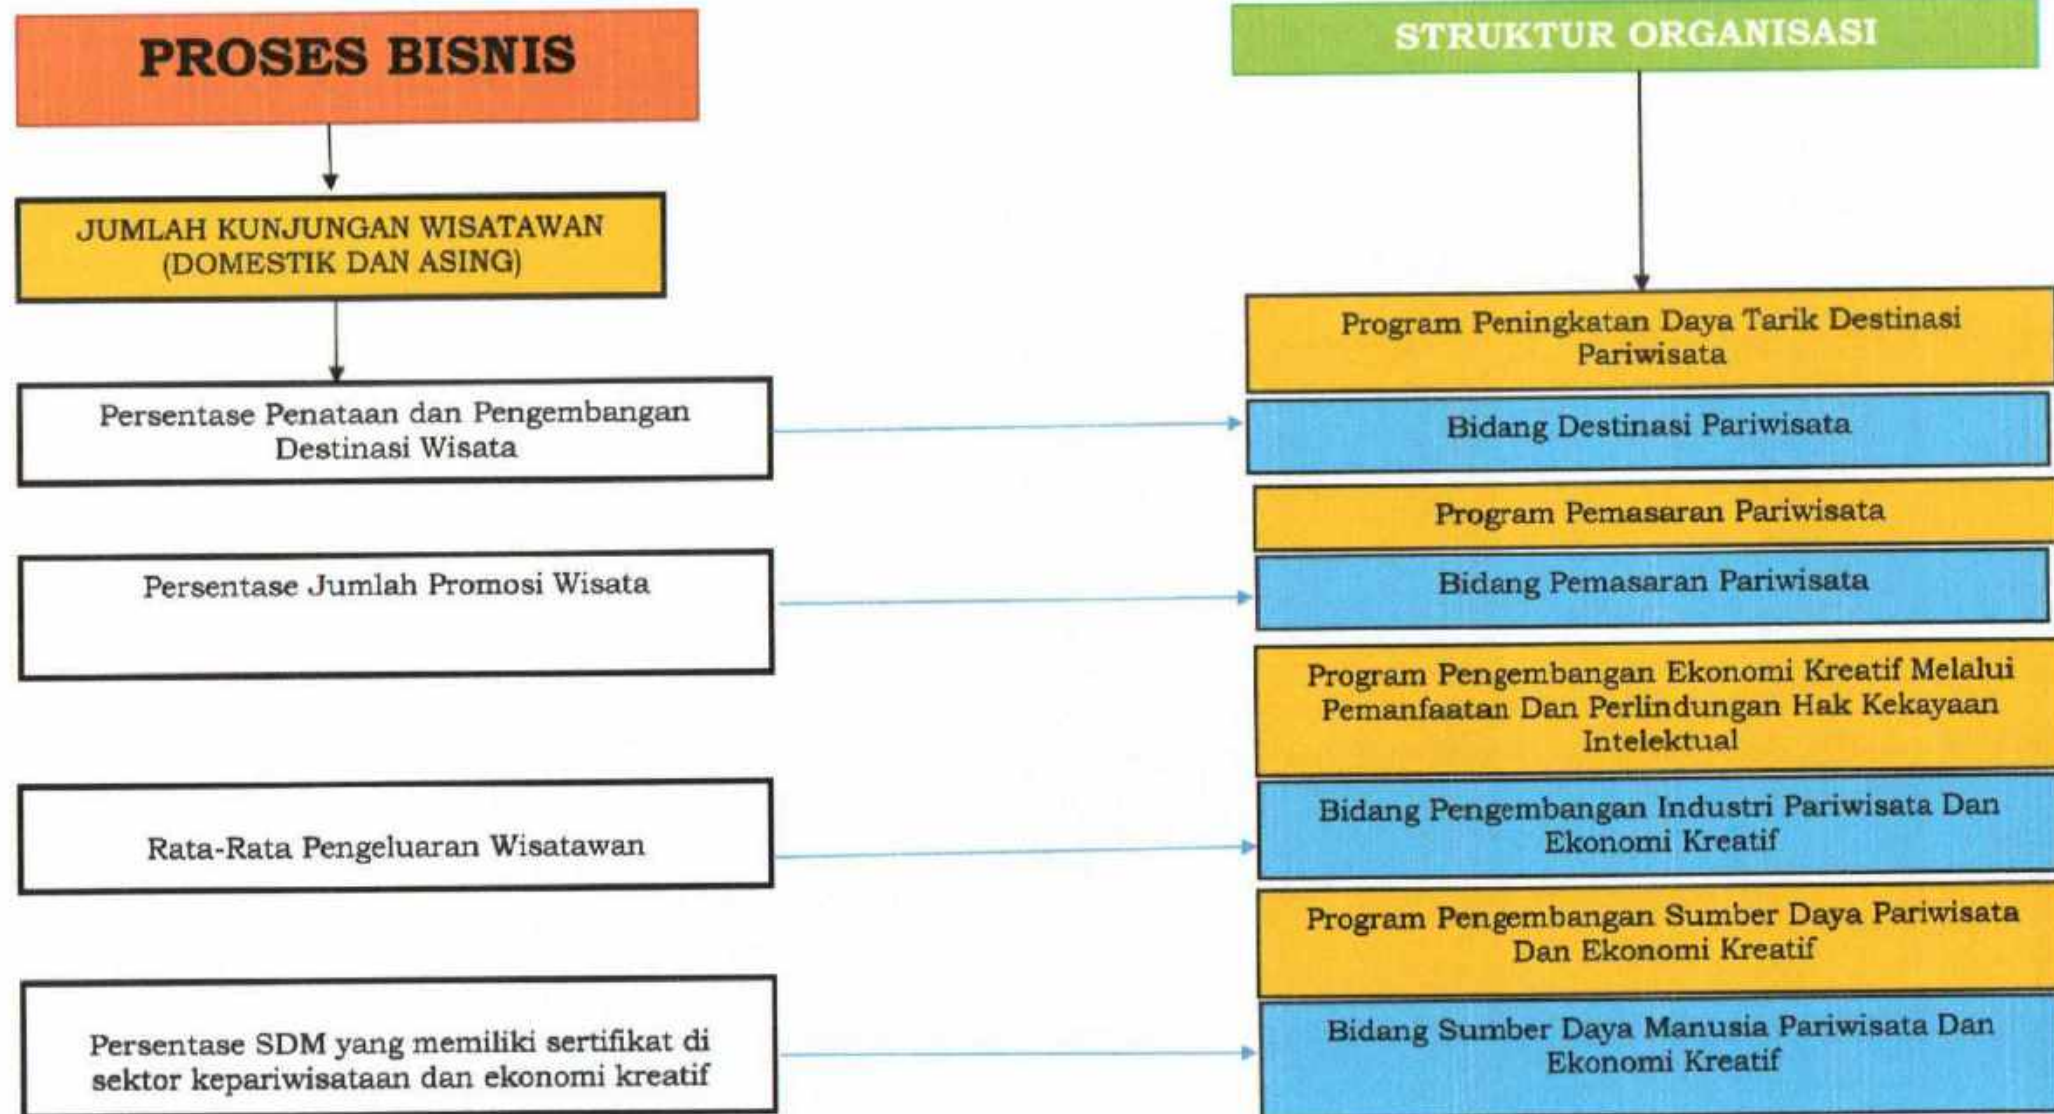 PROSES BISNIS
JUMLAH KUNJUNGAN WISATAWAN
(DOMESTIK DAN ASING)
Persentase Penataan dan Pengembangan
Destinasi Wisata
Persentase Jumlah Promosi Wisata
Rata-Rata Pengeluaran Wisatawan
Persentase SDM yang memiliki sertifikat di
sektor kepariwisataan dan ekonomi kreatif
STRUKTUR ORGANISASI
Program Peningkatan Daya Tarik Destinasi
Pariwisata
Bidang Destinasi Pariwisata
Program Pemasaran Pariwisata
Bidang Pemasaran Pariwisata
Program Pengembangan Ekonomi Kreatif Melalui
Pemanfaatan Dan Perlindungan Hak Kekayaan
Intelektual
Bidang Pengembangan Industri Pariwisata Dan
Ekonomi Kreatif
Program Pengembangan Sumber Daya Pariwisata
Dan Ekonomi Kreatif
Bidang Sumber Daya Manusia Pariwisata Dan
Ekonomi Kreatif